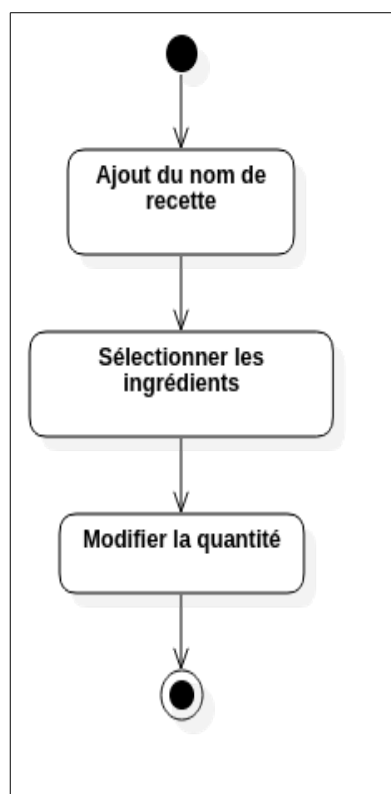 Ajout du nom de
recette
Sélectionner les
ingrédients
Modifier la quantité